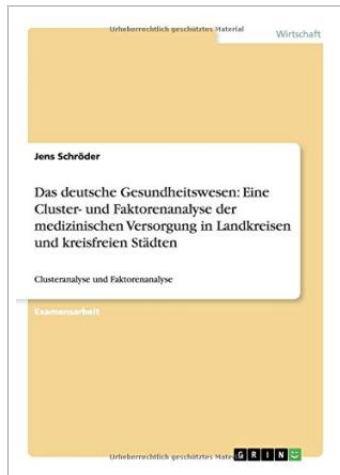 Urheberrechtlich geschütztes Material
Wirtschaft
Jens Schröder
Das deutsche Gesundheitswesen: Eine
Cluster- und Faktorenanalyse der
medizinischen Versorgung in Landkreisen
und kreisfreien Städten
Clusteranalyse und Faktorenanalyse
Examensarbeit
Urheberrechtlich geschütztes
GRIN